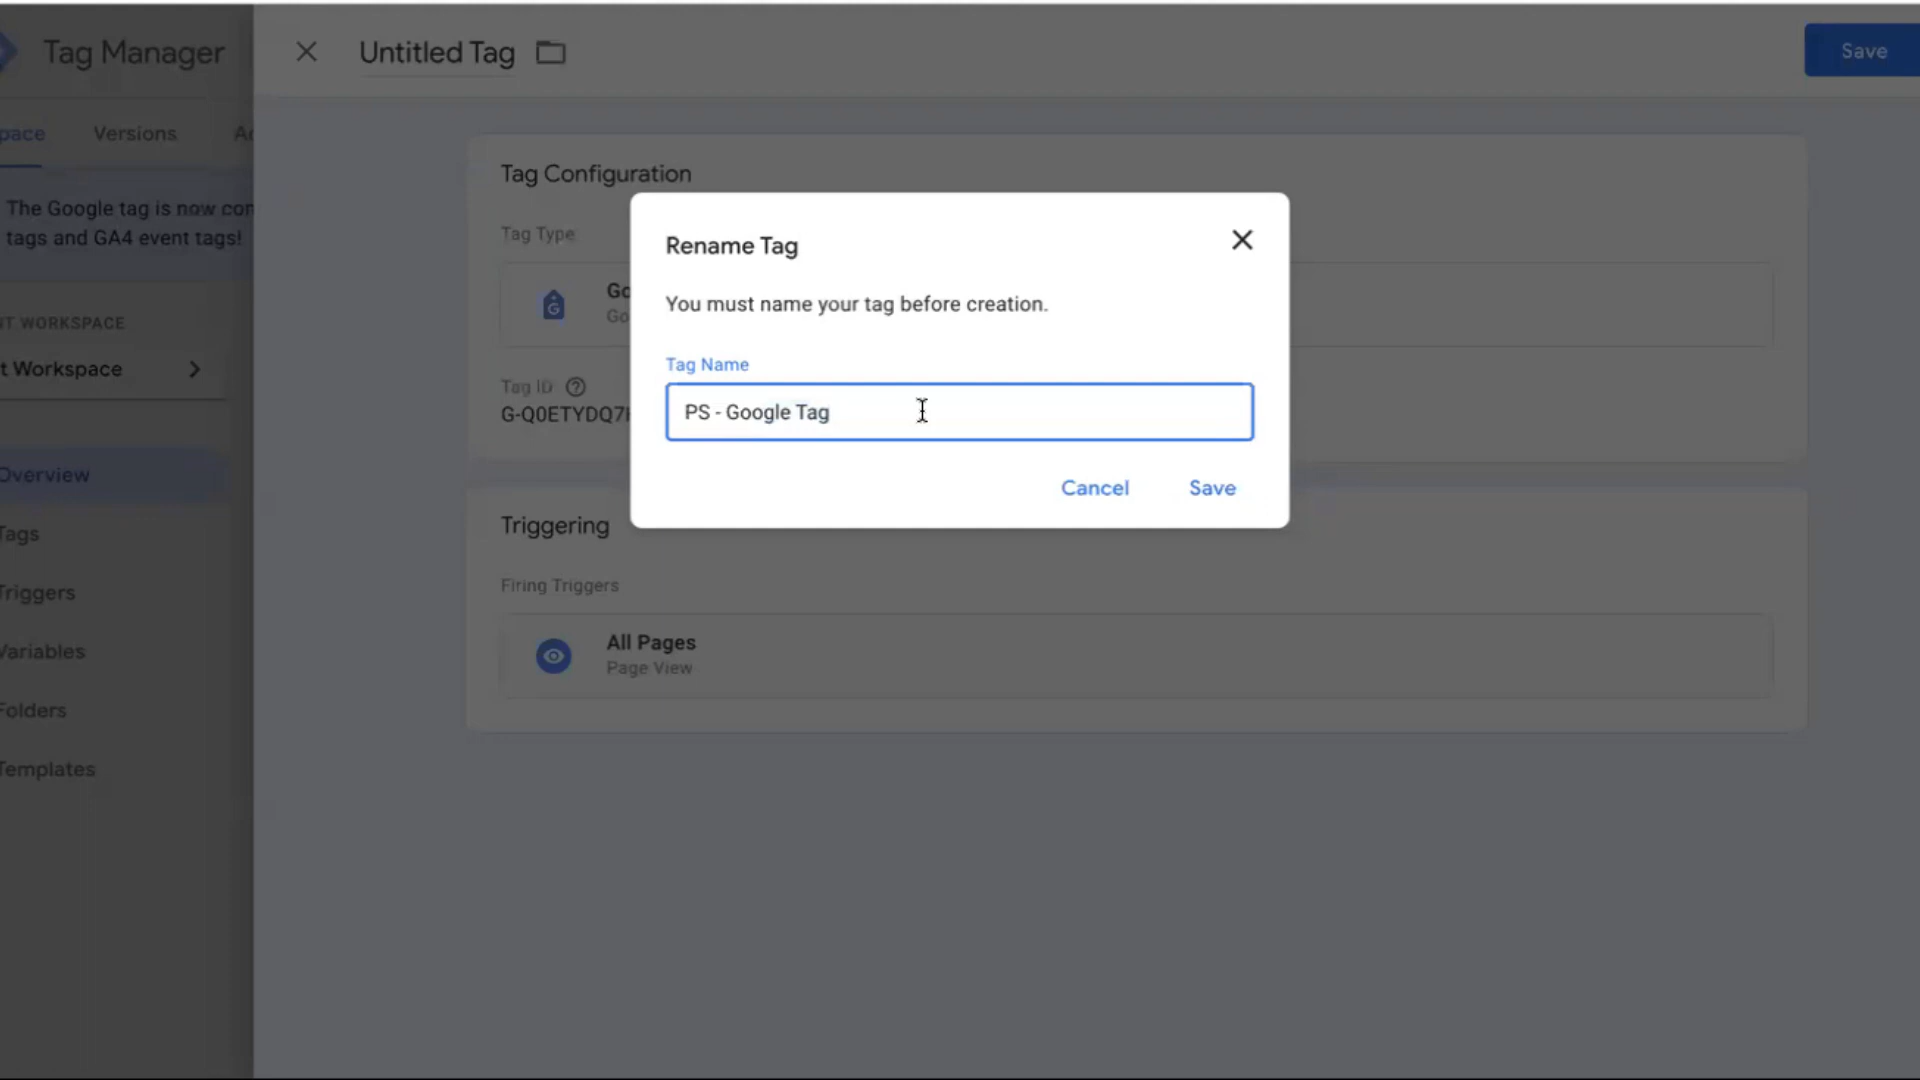 Tag Manager
Untitled Tag
Save
Versions
The Google tag is now
tags and GA4 event tags!
WORKSPACE
Workspace
Overview
Tags
Triggers
Variables
Folders
Templates
Tag Configuration
Tag Type
Tag ID
Rename Tag
You must name your tag before creation.
Tag Name
PS - Google Tag
Cancel
Save
Triggering
Firing Triggers
All Pages
Page View